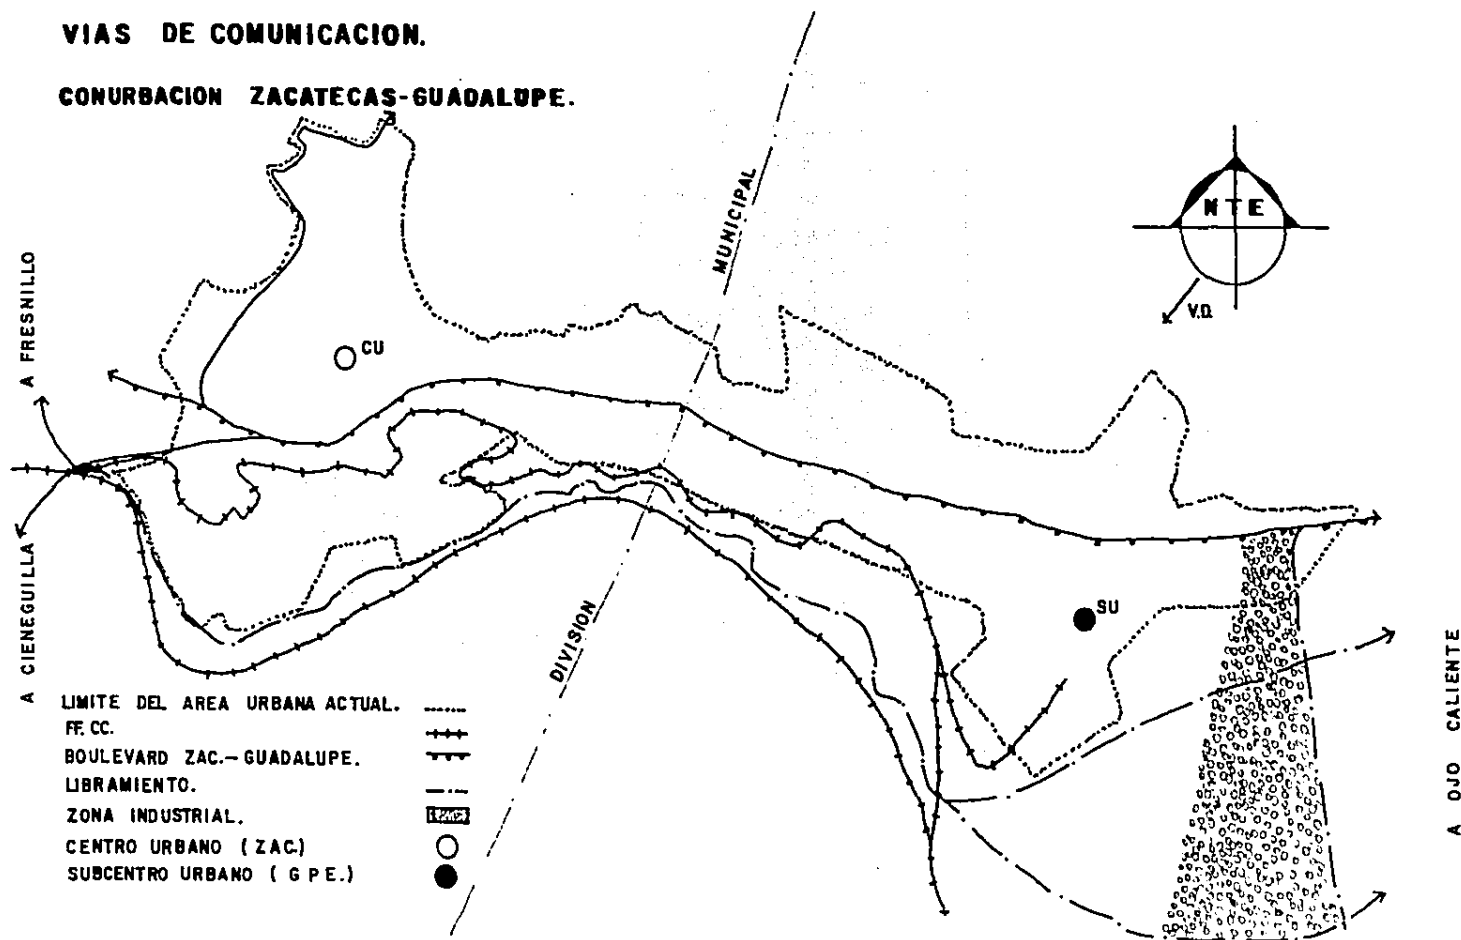 VIAS DE COMUNICACION.
CONURBACION ZACATECAS-GUADALUPE.
MUNICIPAL
NTE
V.D.
A FRESNILLO
CU
A CIENEGUILLA
DIVISION
SU
A OJO CALIENTE
LIMITE DEL AREA URBANA ACTUAL.
FF. CC.
BOULEVARD ZAC.-GUADALUPE.
LIBRAMIENTO.
ZONA INDUSTRIAL.
CENTRO URBANO (ZAC.)
SUBCENTRO URBANO ( G P E.)